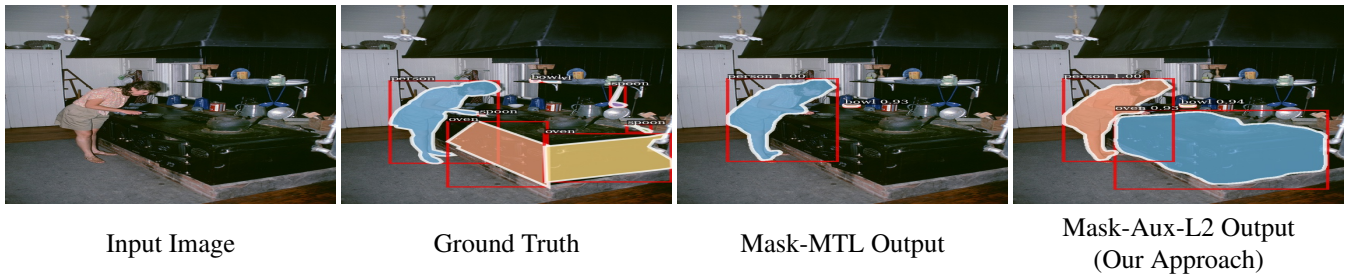 person
bowl
spoon
spoon
oven
spoon
oven
person 1.00
bowl 0.93
person 1.00
oven 0.93
bowl 0.94
Input Image
Ground Truth
Mask-MTL Output
Mask-Aux-L2 Output
(Our Approach)